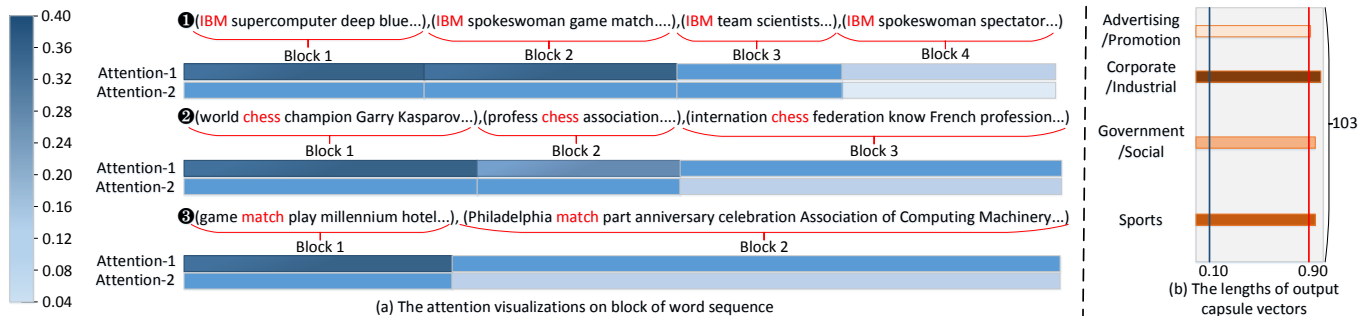 0.40
0.36
0.32
0.28
0.24
0.20
0.16
0.12
0.08
0.04
❶(IBM supercomputer deep blue...),(IBM spokeswoman game match....),(IBM team scientists...),(IBM spokeswoman spectator...)
Block 1 Block 2 Block 3 Block 4
Attention-1
Attention-2
❷(world chess champion Garry Kasparov...),(profess chess association....),(internation chess federation know French profession...)
Block 1 Block 2 Block 3
Attention-1
Attention-2
❸(game match play millennium hotel...), (Philadelphia match part anniversary celebration Association of Computing Machinery...)
Block 1 Block 2
Attention-1
Attention-2
(a) The attention visualizations on block of word sequence
Advertising
/Promotion
Corporate
/Industrial
Government
/Social
Sports
103
0.10 0.90
(b) The lengths of output
capsule vectors